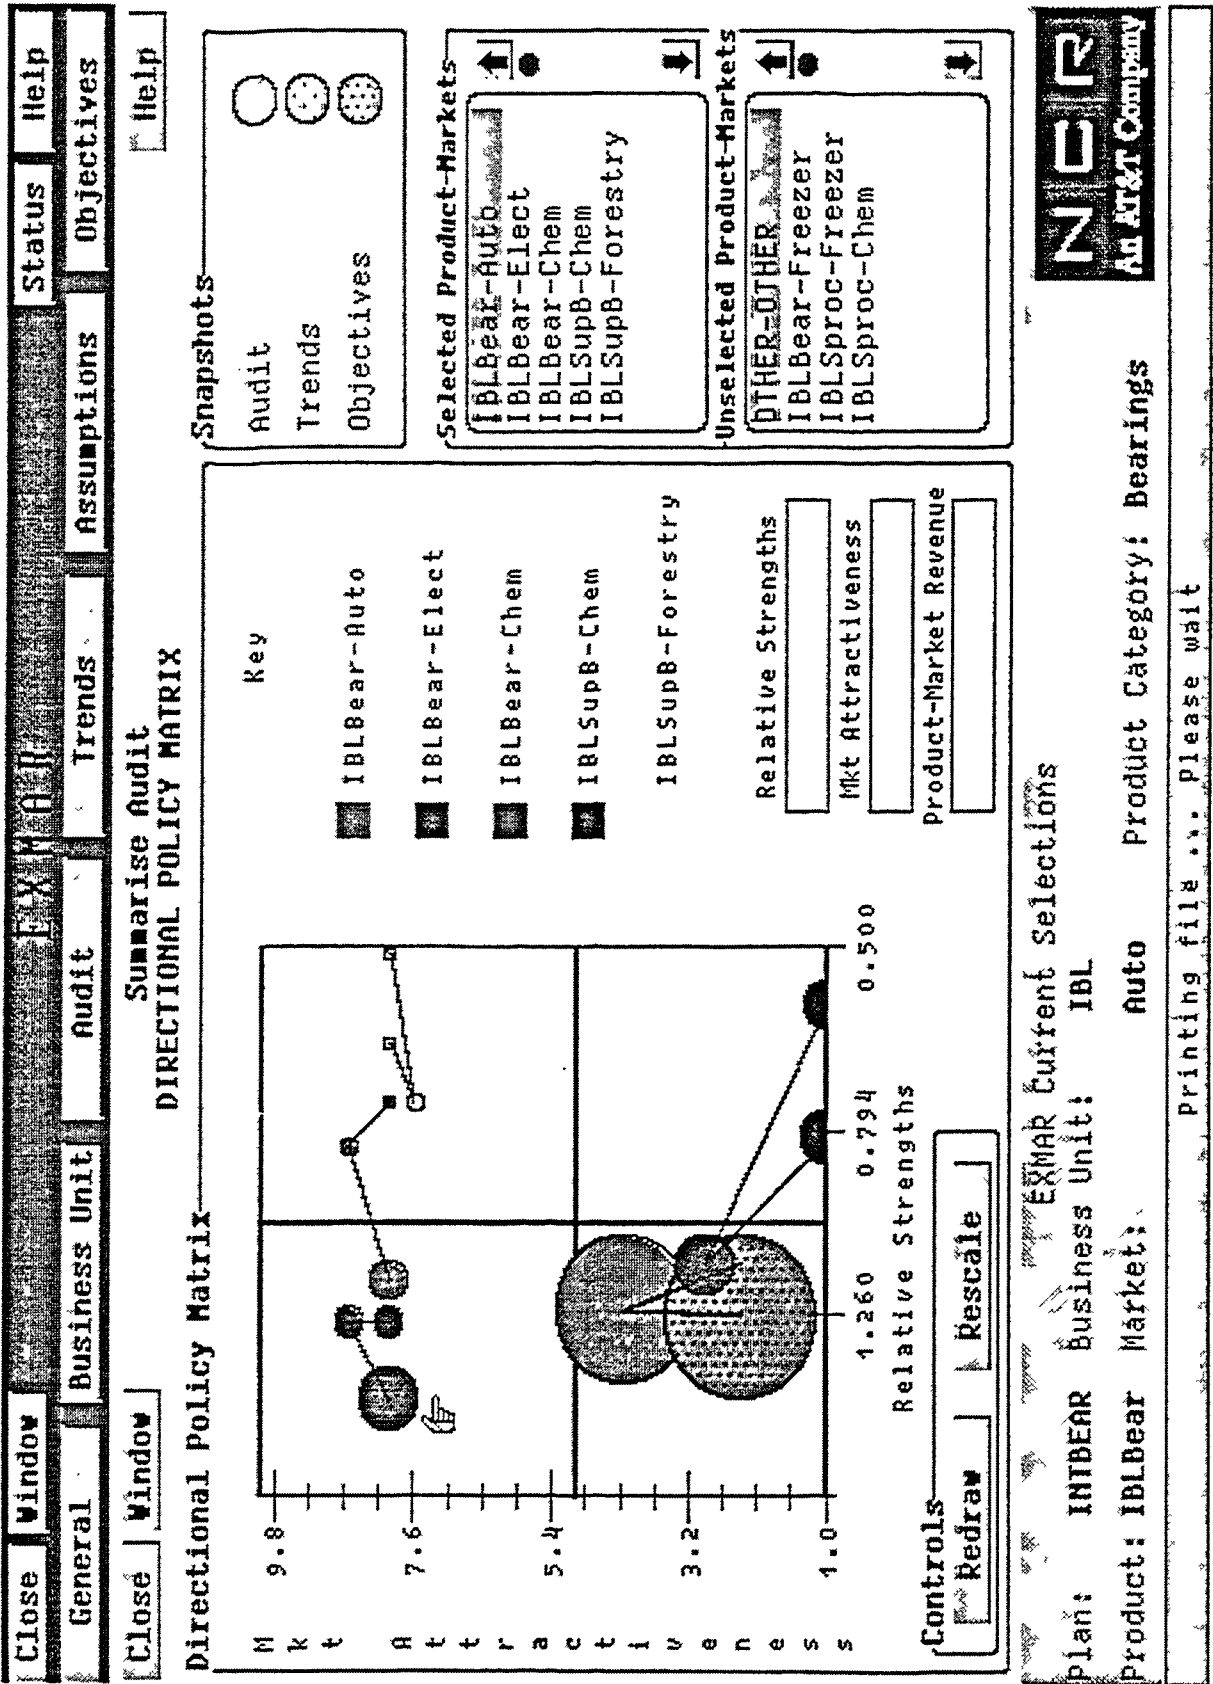 EXMAR
Close Window Status Help
General Business Unit Audit Trends Assumptions Objectives
Summarise Audit
Close Window DIRECTIONAL POLICY MATRIX Help
Directional Policy Matrix
Mkt Attractiveness
9.8
7.6
5.4
3.2
1.0
1.260 0.794 0.500
Relative Strengths
Key
IBLBear-Auto
IBLBear-Elect
IBLBear-Chem
IBLSupB-Chem
IBLSupB-Forestry
Relative Strengths
Mkt Attractiveness
Product-Market Revenue
Controls
Redraw Rescale
Snapshots
Audit
Trends
Objectives
Selected Product-Markets
IBLBear-Auto
IBLBear-Elect
IBLBear-Chem
IBLSupB-Chem
IBLSupB-Forestry
Unselected Product-Markets
OTHER-OTHER
IBLBear-Freezer
IBLSproc-Freezer
IBLSproc-Chem
EXMAR Current Selections
Plan: INTBEAR Business Unit: IBL
Product: IBLBear Market: Auto Product Category: Bearings
NCR
An AT&T Company
Printing file ... Please wait